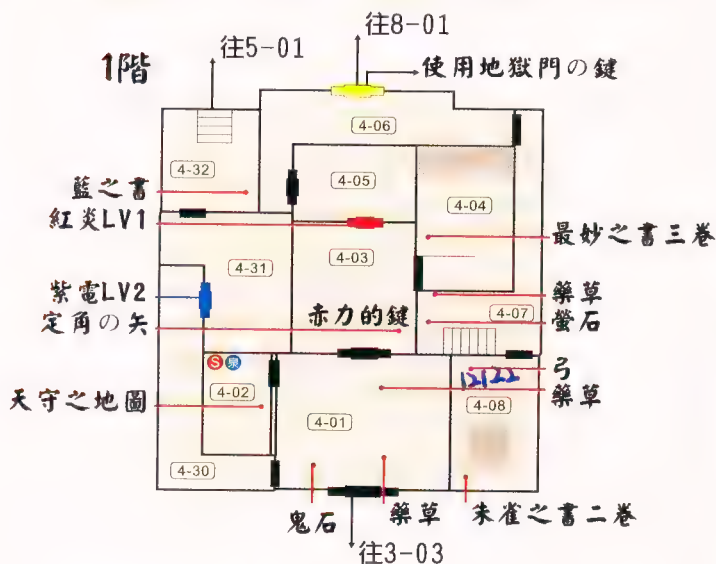 往8-01
往5-01
1階
使用地獄門の鍵
4-06
4-32
4-05
4-04
藍之書
紅炎LV1
4-03
最妙之書三卷
4-31
紫電LV2
藥草
定角の矢
赤力的鍵
4-07
螢石
S
泉
4-02
弓
12122
藥草
天守之地圖
4-01
4-08
4-30
鬼石
藥草
朱雀之書二卷
往3-03